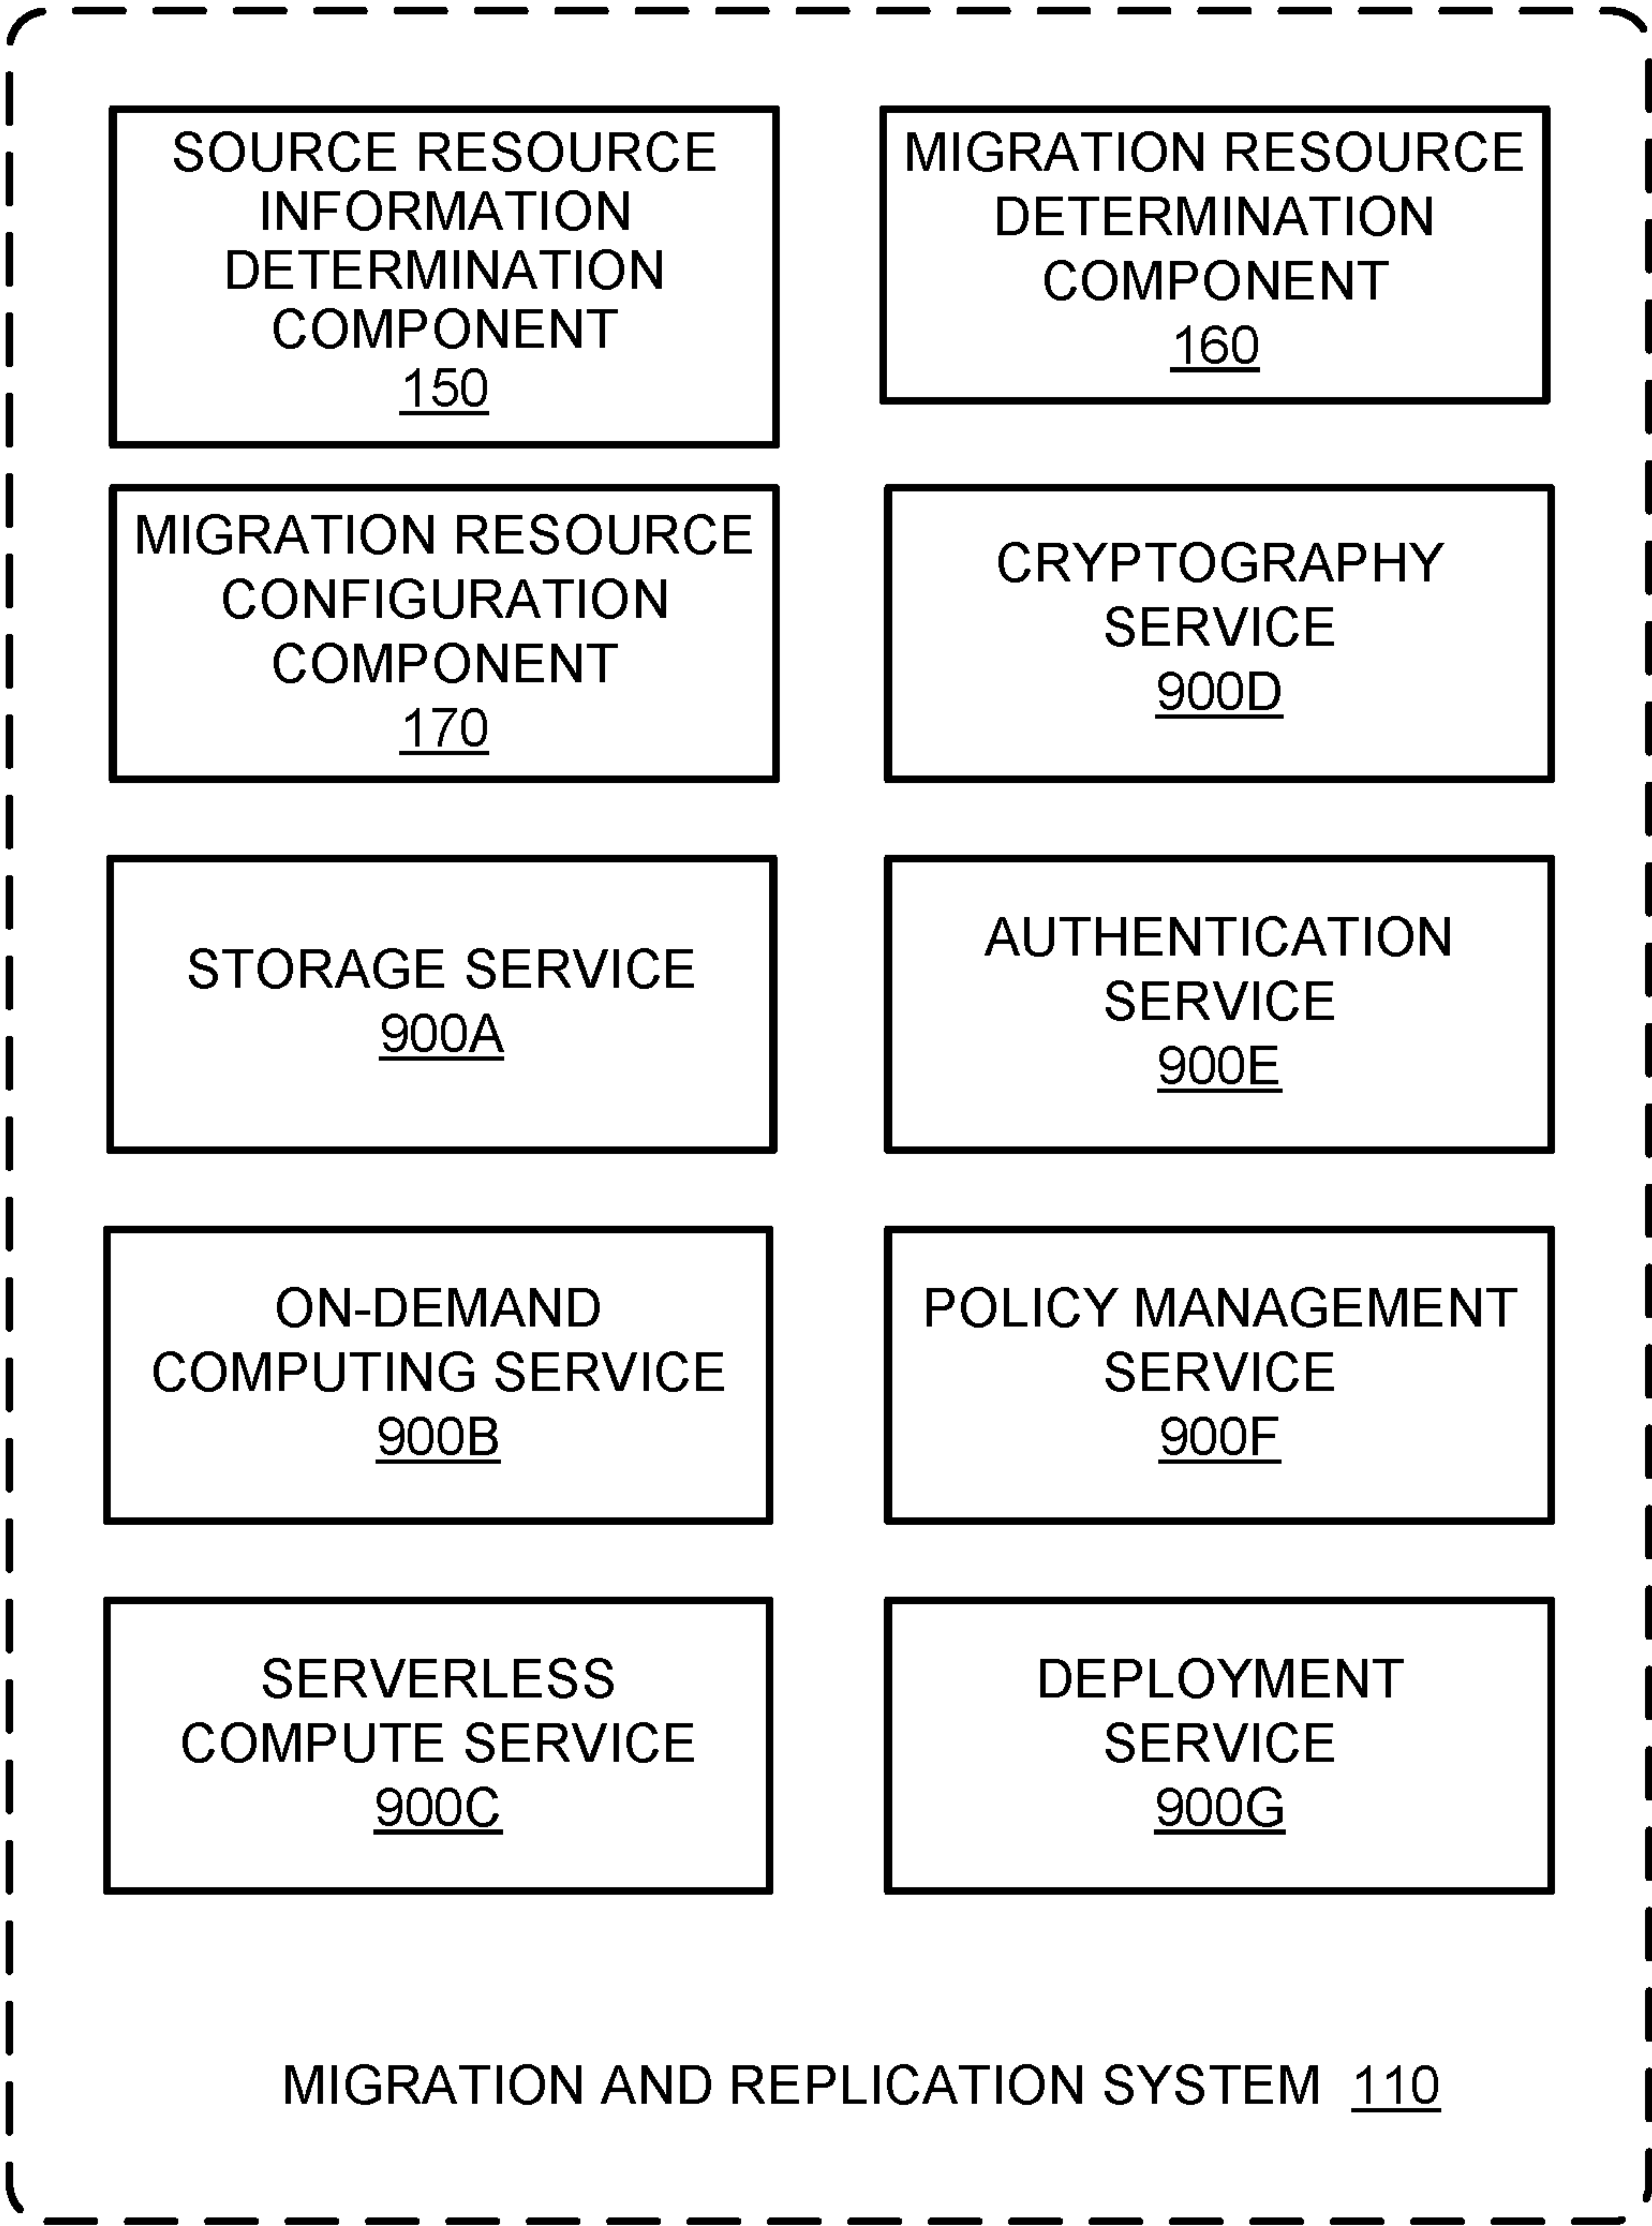 SOURCE RESOURCE
INFORMATION
DETERMINATION
COMPONENT
150
MIGRATION RESOURCE
DETERMINATION
COMPONENT
160
MIGRATION RESOURCE
CONFIGURATION
COMPONENT
170
CRYPTOGRAPHY
SERVICE
900D
STORAGE SERVICE
900A
AUTHENTICATION
SERVICE
900E
ON-DEMAND
COMPUTING SERVICE
900B
POLICY MANAGEMENT
SERVICE
900F
SERVERLESS
COMPUTE SERVICE
900C
DEPLOYMENT
SERVICE
900G
MIGRATION AND REPLICATION SYSTEM 110